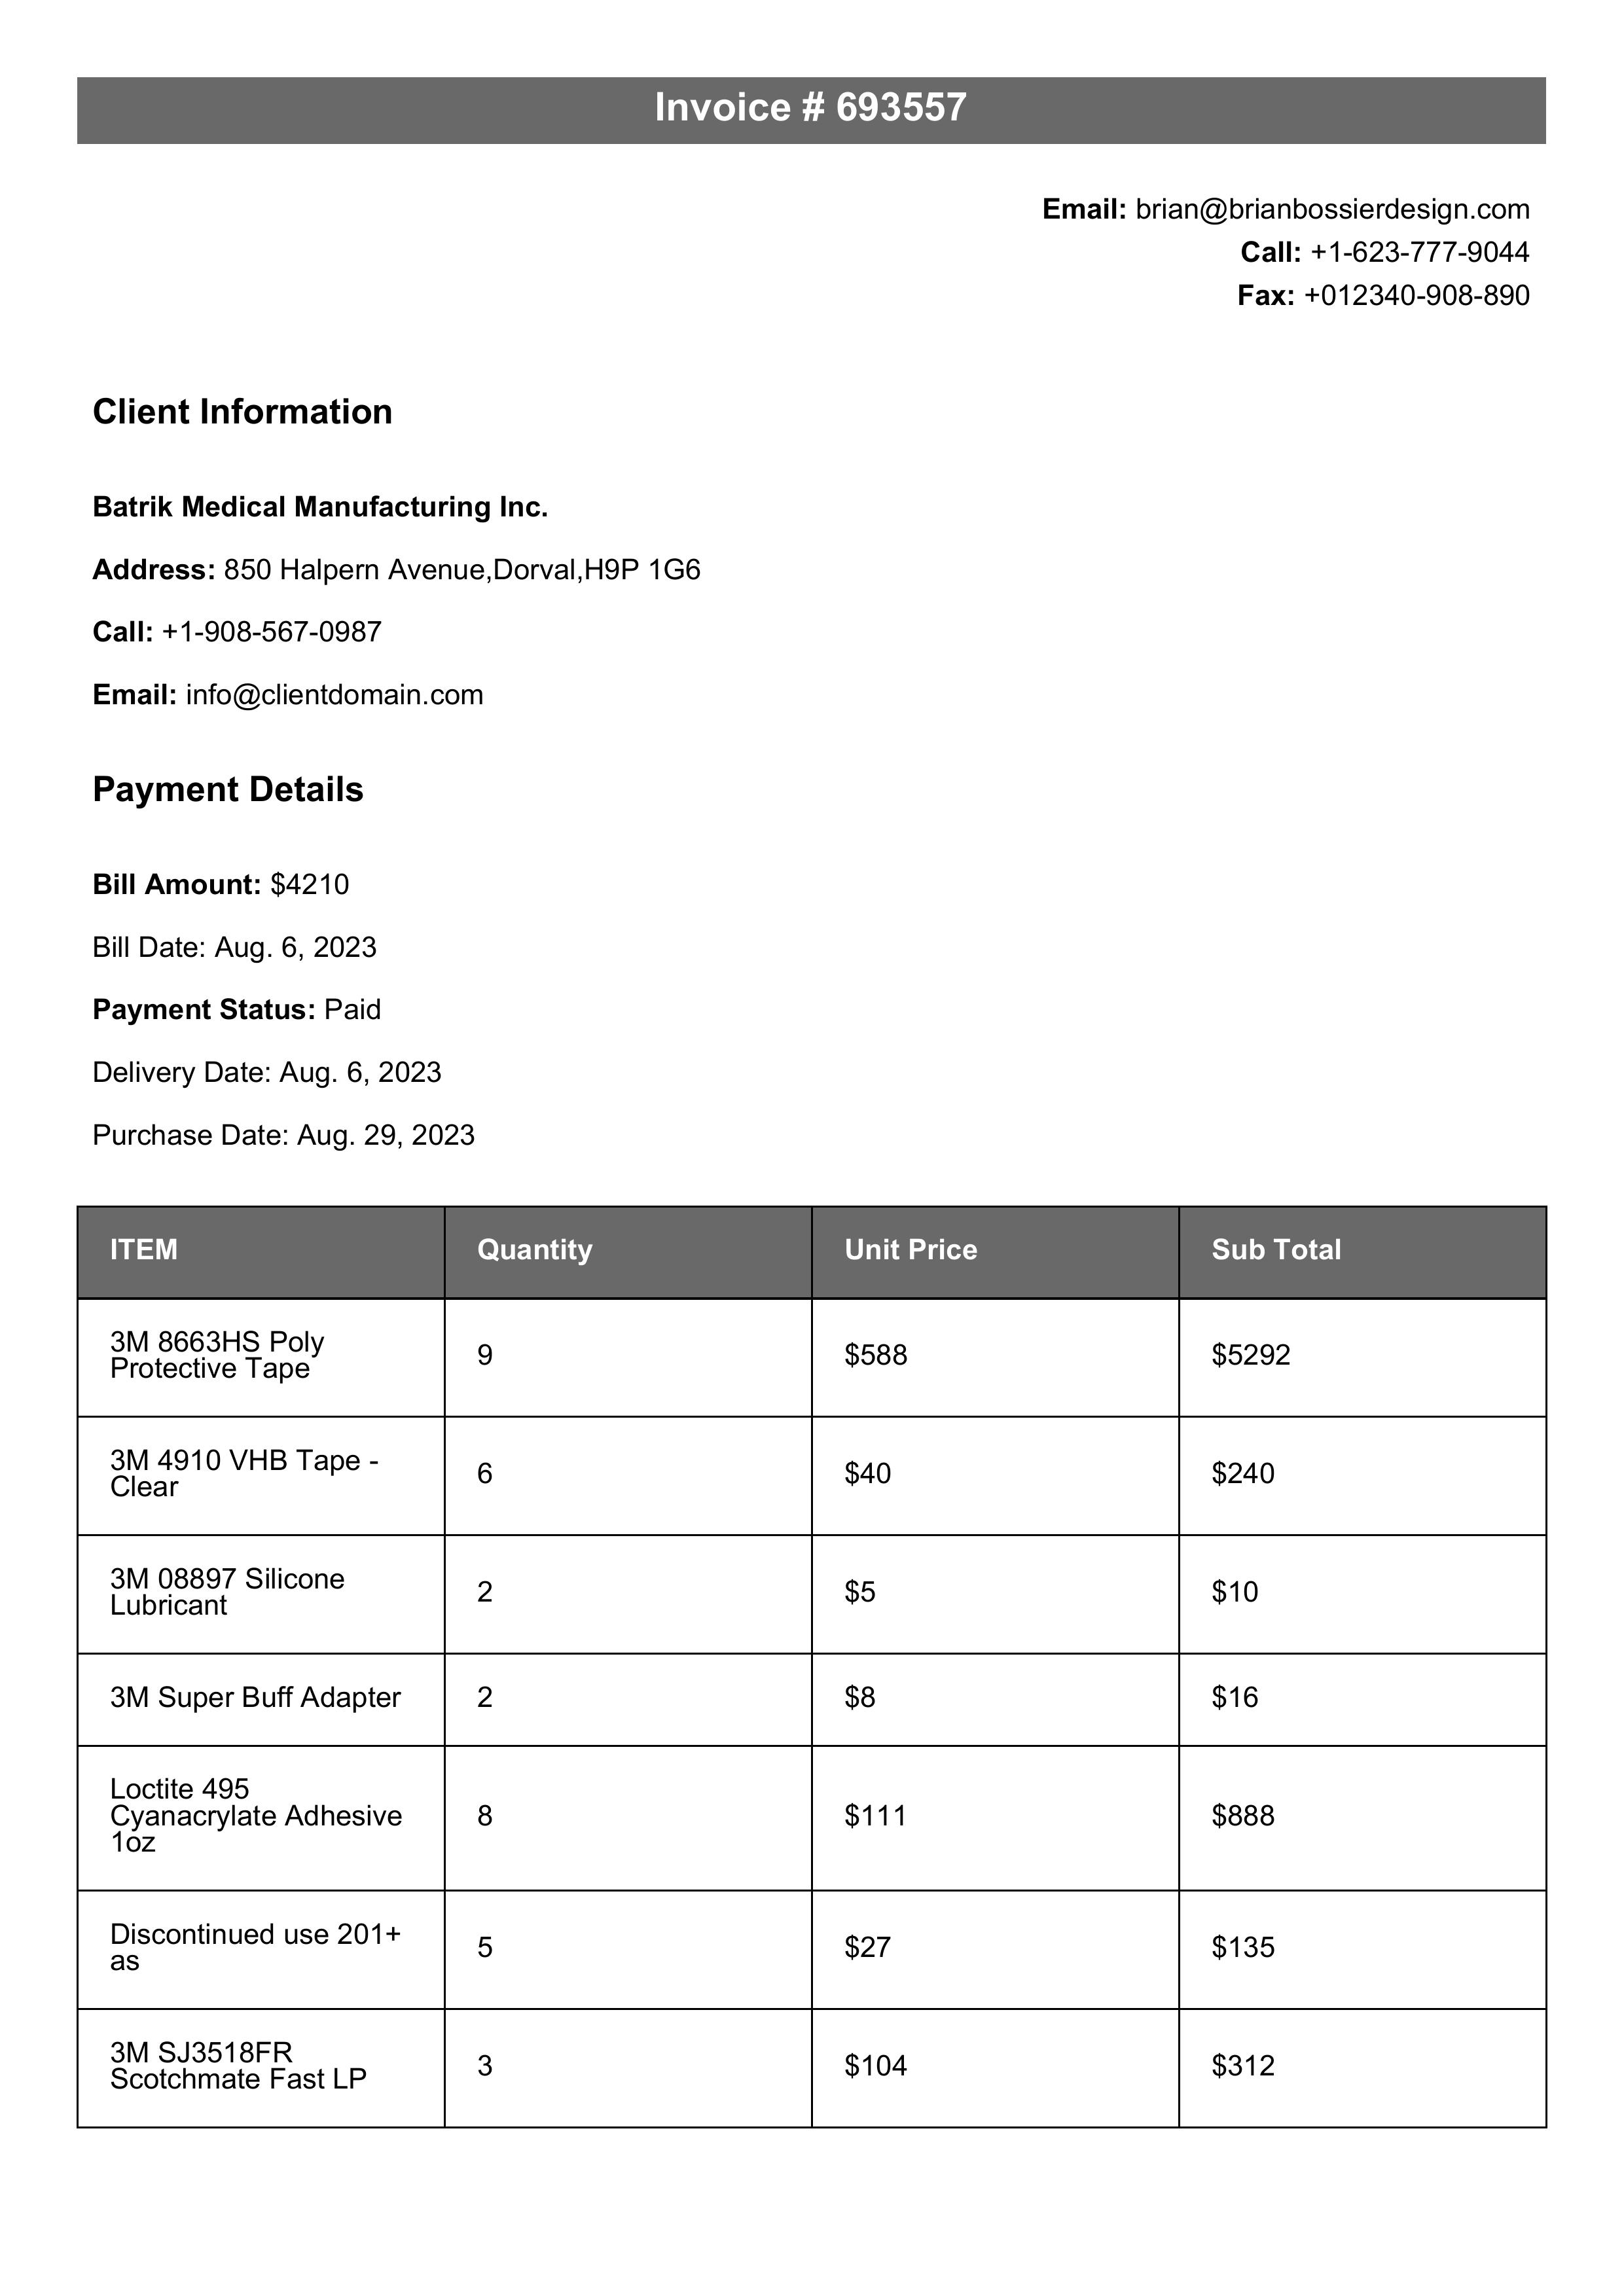 Invoice # 693557
Email: brian@brianbossierdesign.com
Call: +1-623-777-9044
Fax: +012340-908-890
Client Information
Batrik Medical Manufacturing Inc.
Address: 850 Halpern Avenue,Dorval,H9P 1G6
Call: +1-908-567-0987
Email: info@clientdomain.com
Payment Details
Bill Amount: $4210
Bill Date: Aug. 6, 2023
Payment Status: Paid
Delivery Date: Aug. 6, 2023
Purchase Date: Aug. 29, 2023
ITEM Quantity Unit Price Sub Total
3M 8663HS Poly
Protective Tape 9 $588 $5292
3M 4910 VHB Tape -
Clear 6 $40 $240
3M 08897 Silicone
Lubricant 2 $5 $10
3M Super Buff Adapter 2 $8 $16
Loctite 495
Cyanacrylate Adhesive 8 $111 $888
1oz
Discontinued use 201+
as 5 $27 $135
3M SJ3518FR
Scotchmate Fast LP 3 $104 $312